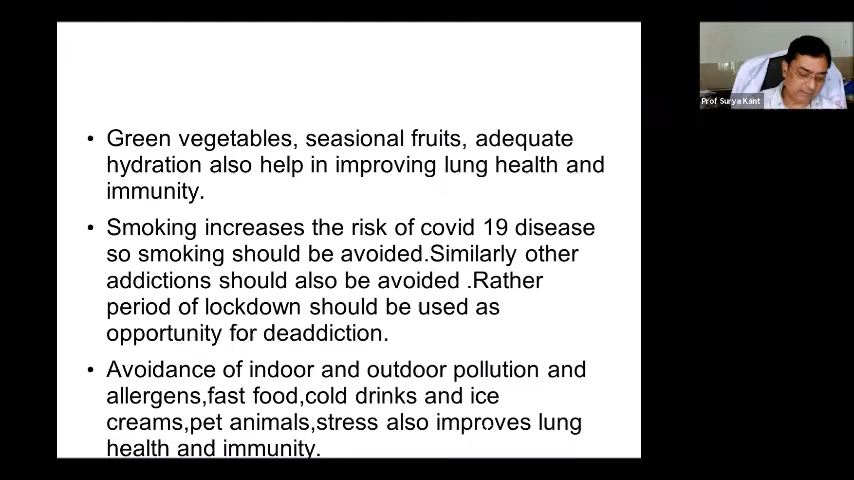 • Green vegetables, seasional fruits, adequate
hydration also help in improving lung health and
immunity.
• Smoking increases the risk of covid 19 disease
so smoking should be avoided.Similarly other
addictions should also be avoided .Rather
period of lockdown should be used as
opportunity for deaddiction.
• Avoidance of indoor and outdoor pollution and
allergens,fast food,cold drinks and ice
creams,pet animals,stress also improves lung
health and immunity.
Prof Surya Kant